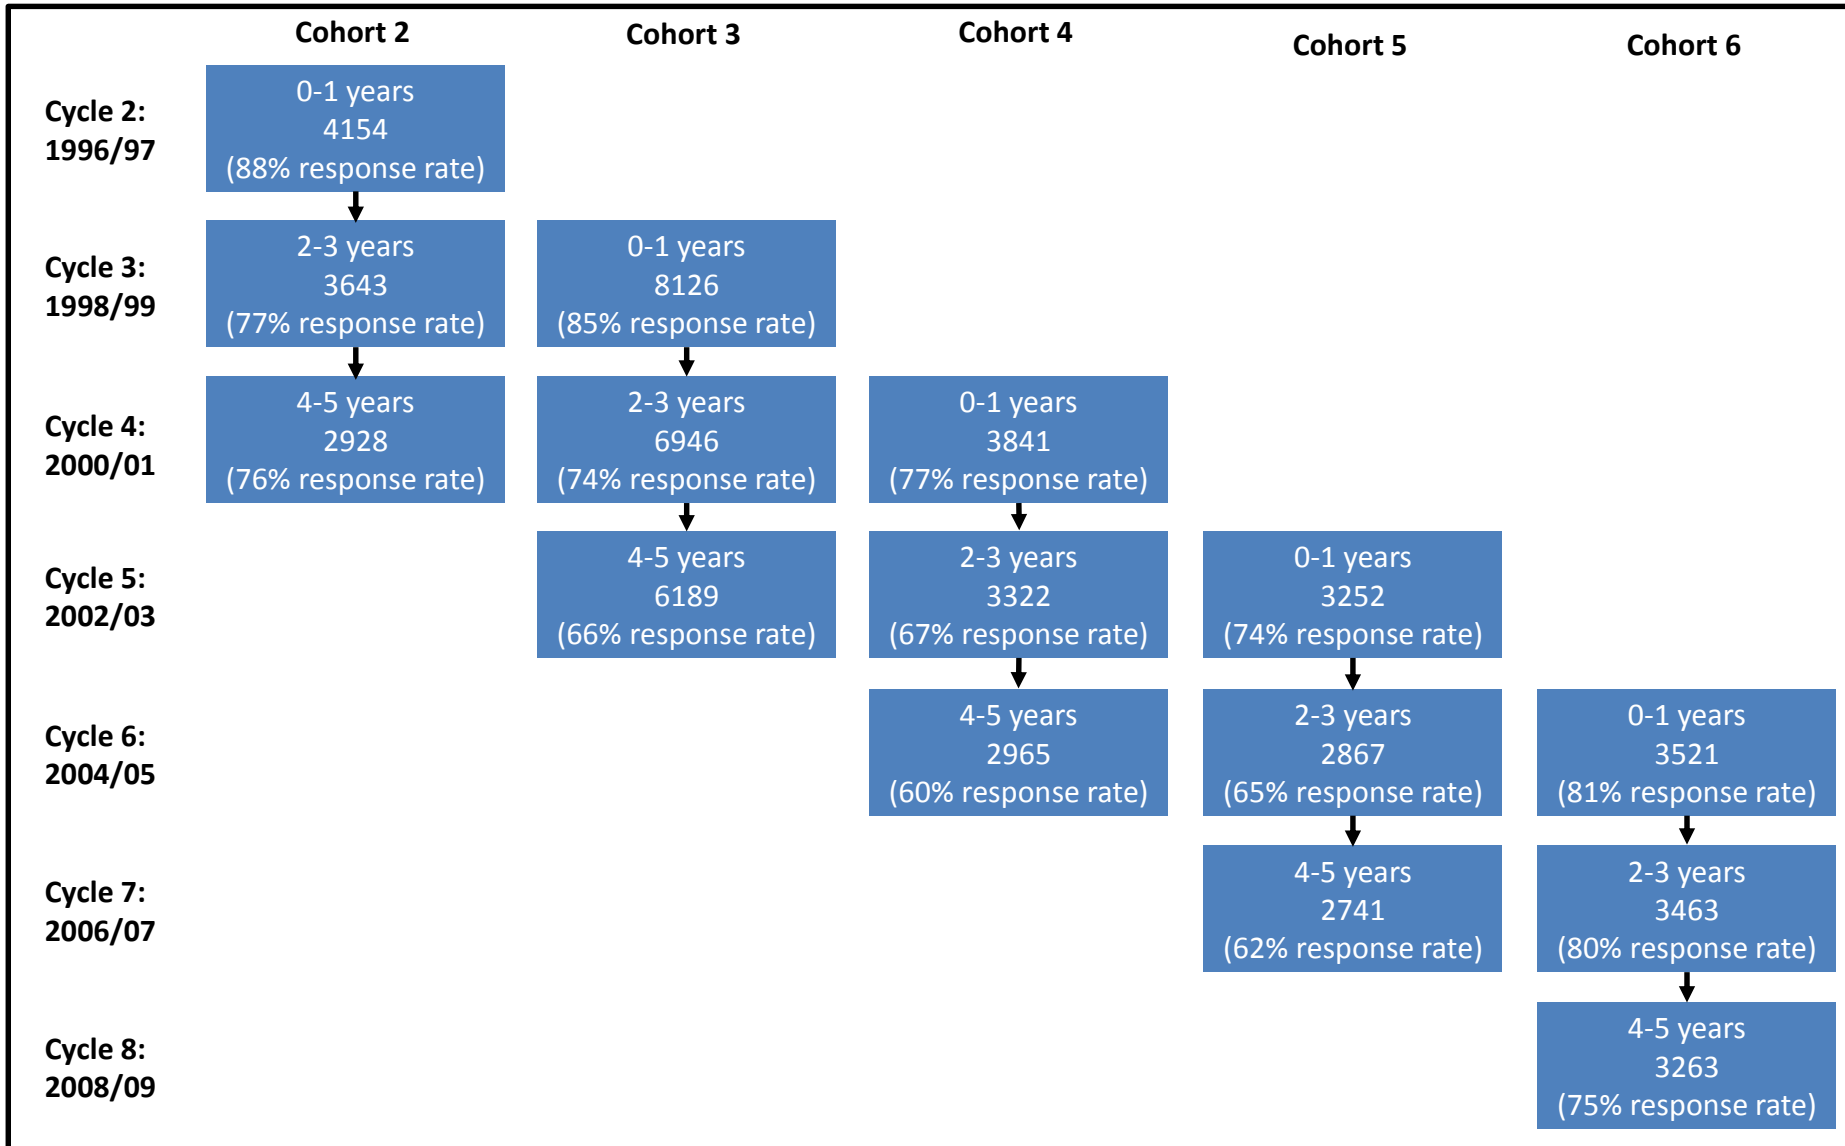 Cohort 2
Cohort 3
Cohort 4
Cohort 5
Cohort 6
Cycle 2:
1996/97
0-1 years
4154
(88% response rate)
Cycle 3:
1998/99
2-3 years
3643
(77% response rate)
0-1 years
8126
(85% response rate)
Cycle 4:
2000/01
4-5 years
2928
(76% response rate)
2-3 years
6946
(74% response rate)
0-1 years
3841
(77% response rate)
Cycle 5:
2002/03
4-5 years
6189
(66% response rate)
2-3 years
3322
(67% response rate)
0-1 years
3252
(74% response rate)
Cycle 6:
2004/05
4-5 years
2965
(60% response rate)
2-3 years
2867
(65% response rate)
0-1 years
3521
(81% response rate)
Cycle 7:
2006/07
4-5 years
2741
(62% response rate)
2-3 years
3463
(80% response rate)
Cycle 8:
2008/09
4-5 years
3263
(75% response rate)